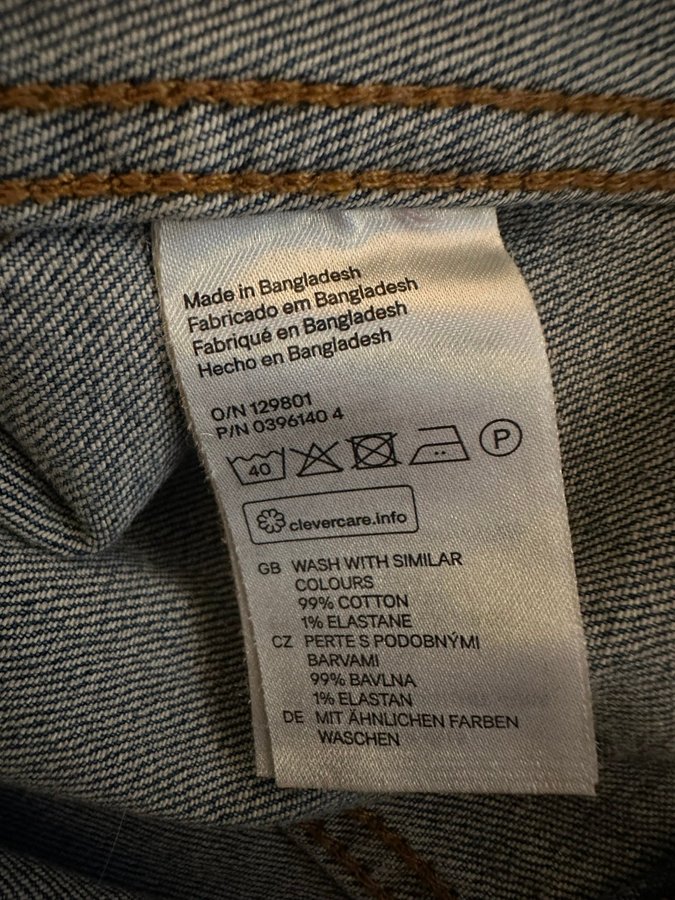 Made in Bangladesh
Fabricado em Bangladesh
Fabriqué en Bangladesh
Hecho en Bangladesh
O/N 129801
P/N 0396140 4
40 P
clevercare.info
GB WASH WITH SIMILAR
COLOURS
99% COTTON
1% ELASTANE
CZ PERTE S PODOBNÝMI
BARVAMI
99% BAVLNA
1% ELASTAN
DE MIT ÄHNLICHEN FARBEN
WASCHEN